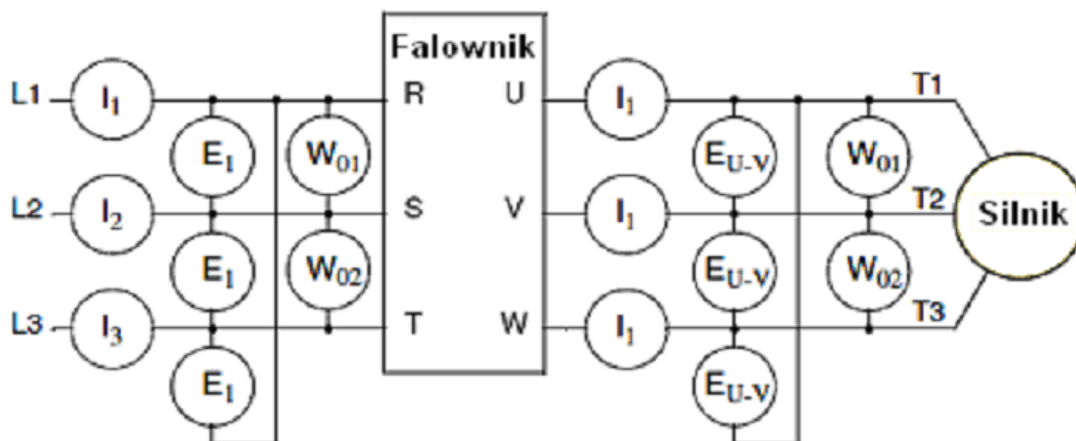 Falownik
L1 I1 R U I1 T1
E1 W01 EU-V W01
L2 I2 S V I1 T2 Silnik
E1 W02 EU-V W02
L3 I3 T W I1 T3
E1 EU-V